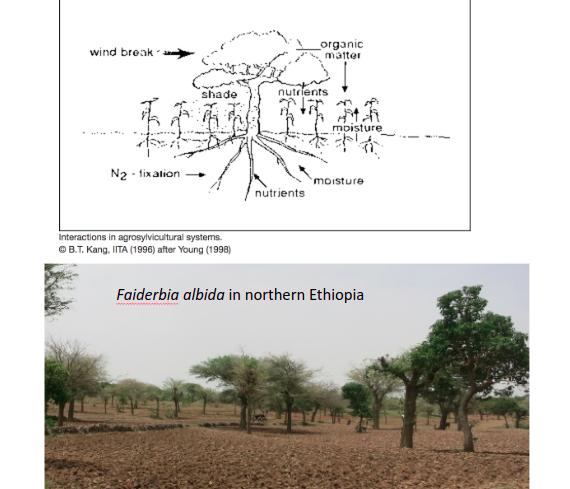 wind break
organic
matter
shade
nutrients
moisture
N2 - fixation
moisture
nutrients
Interactions in agrosylvicultural systems.
© B.T. Kang, IITA (1996) after Young (1998)
Faiderbia albida in northern Ethiopia